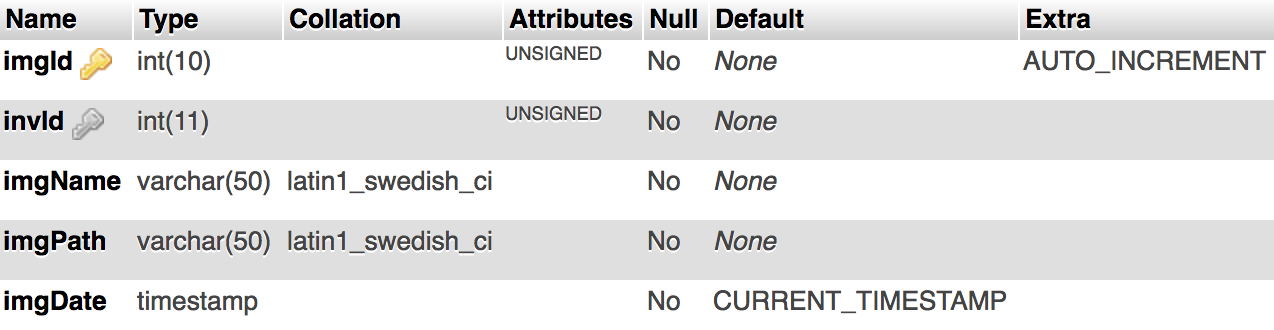 Name Type Collation Attributes Null Default Extra
imgId int(10) UNSIGNED No None AUTO_INCREMENT
invId int(11) UNSIGNED No None
imgName varchar(50) latin1_swedish_ci No None
imgPath varchar(50) latin1_swedish_ci No None
imgDate timestamp No CURRENT_TIMESTAMP